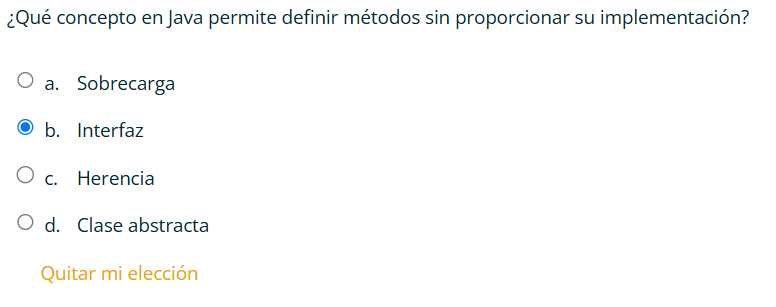 ¿Qué concepto en Java permite definir métodos sin proporcionar su implementación?
a. Sobrecarga
b. Interfaz
c. Herencia
d. Clase abstracta
Quitar mi elección